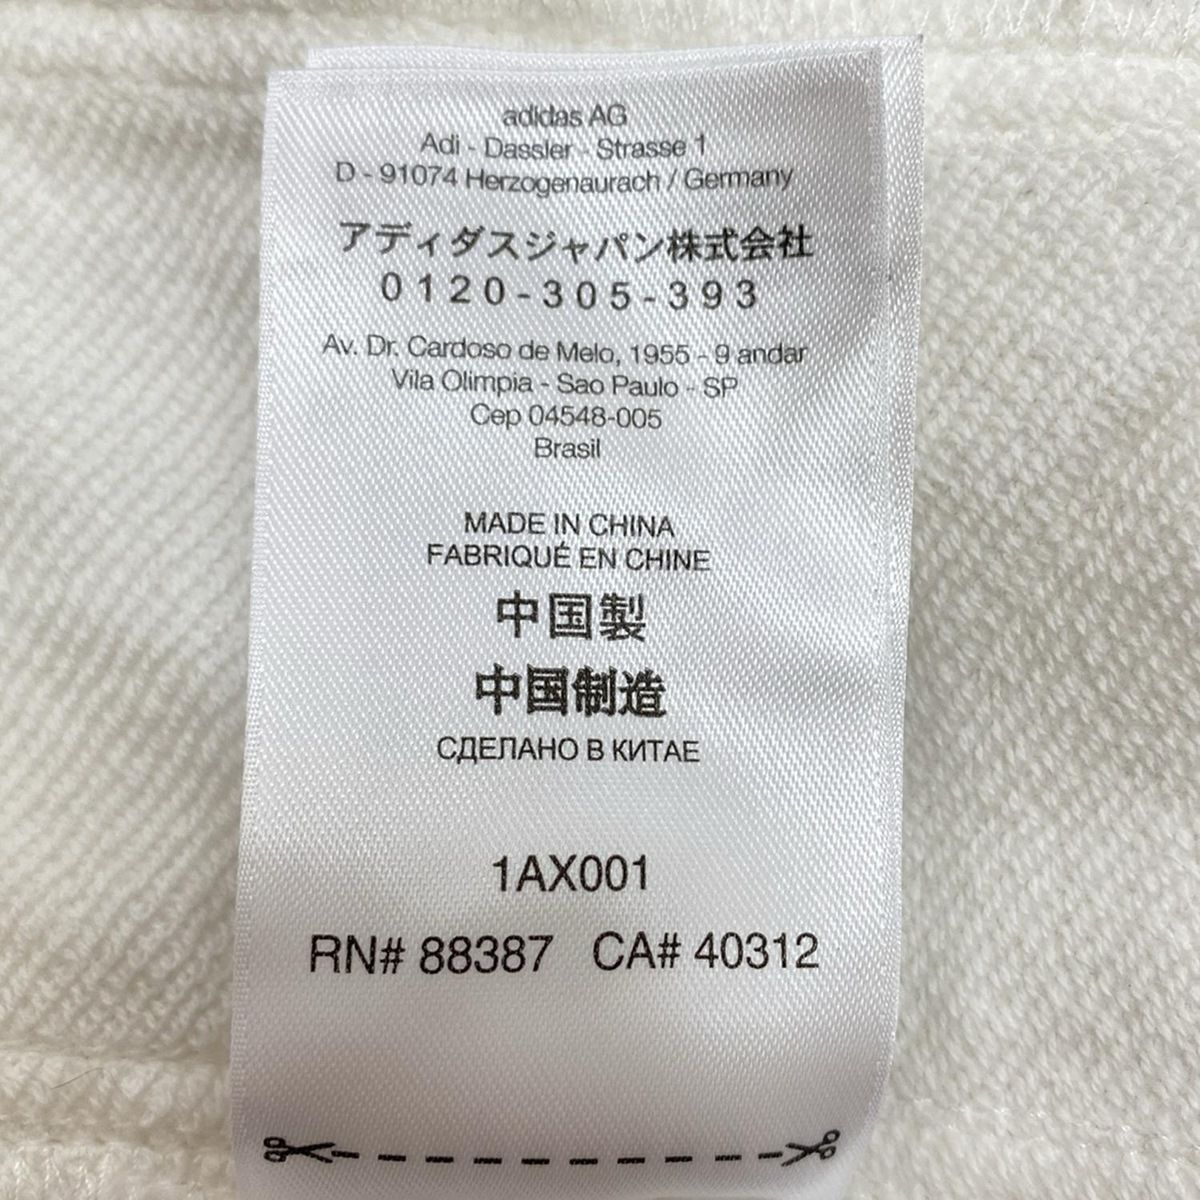 adidas AG
Adi - Dassler - Strasse 1
D - 91074 Herzogenaurach / Germany
アディダスジャパン株式会社
0120-305-393
Av. Dr. Cardoso de Melo, 1955 - 9 andar
Vila Olimpia - Sao Paulo - SP
Cep 04548-005
Brasil
MADE IN CHINA
FABRIQUÉ EN CHINE
中国製
中国制造
СДЕЛАНО В КИТАЕ
1AX001
RN# 88387 CA# 40312